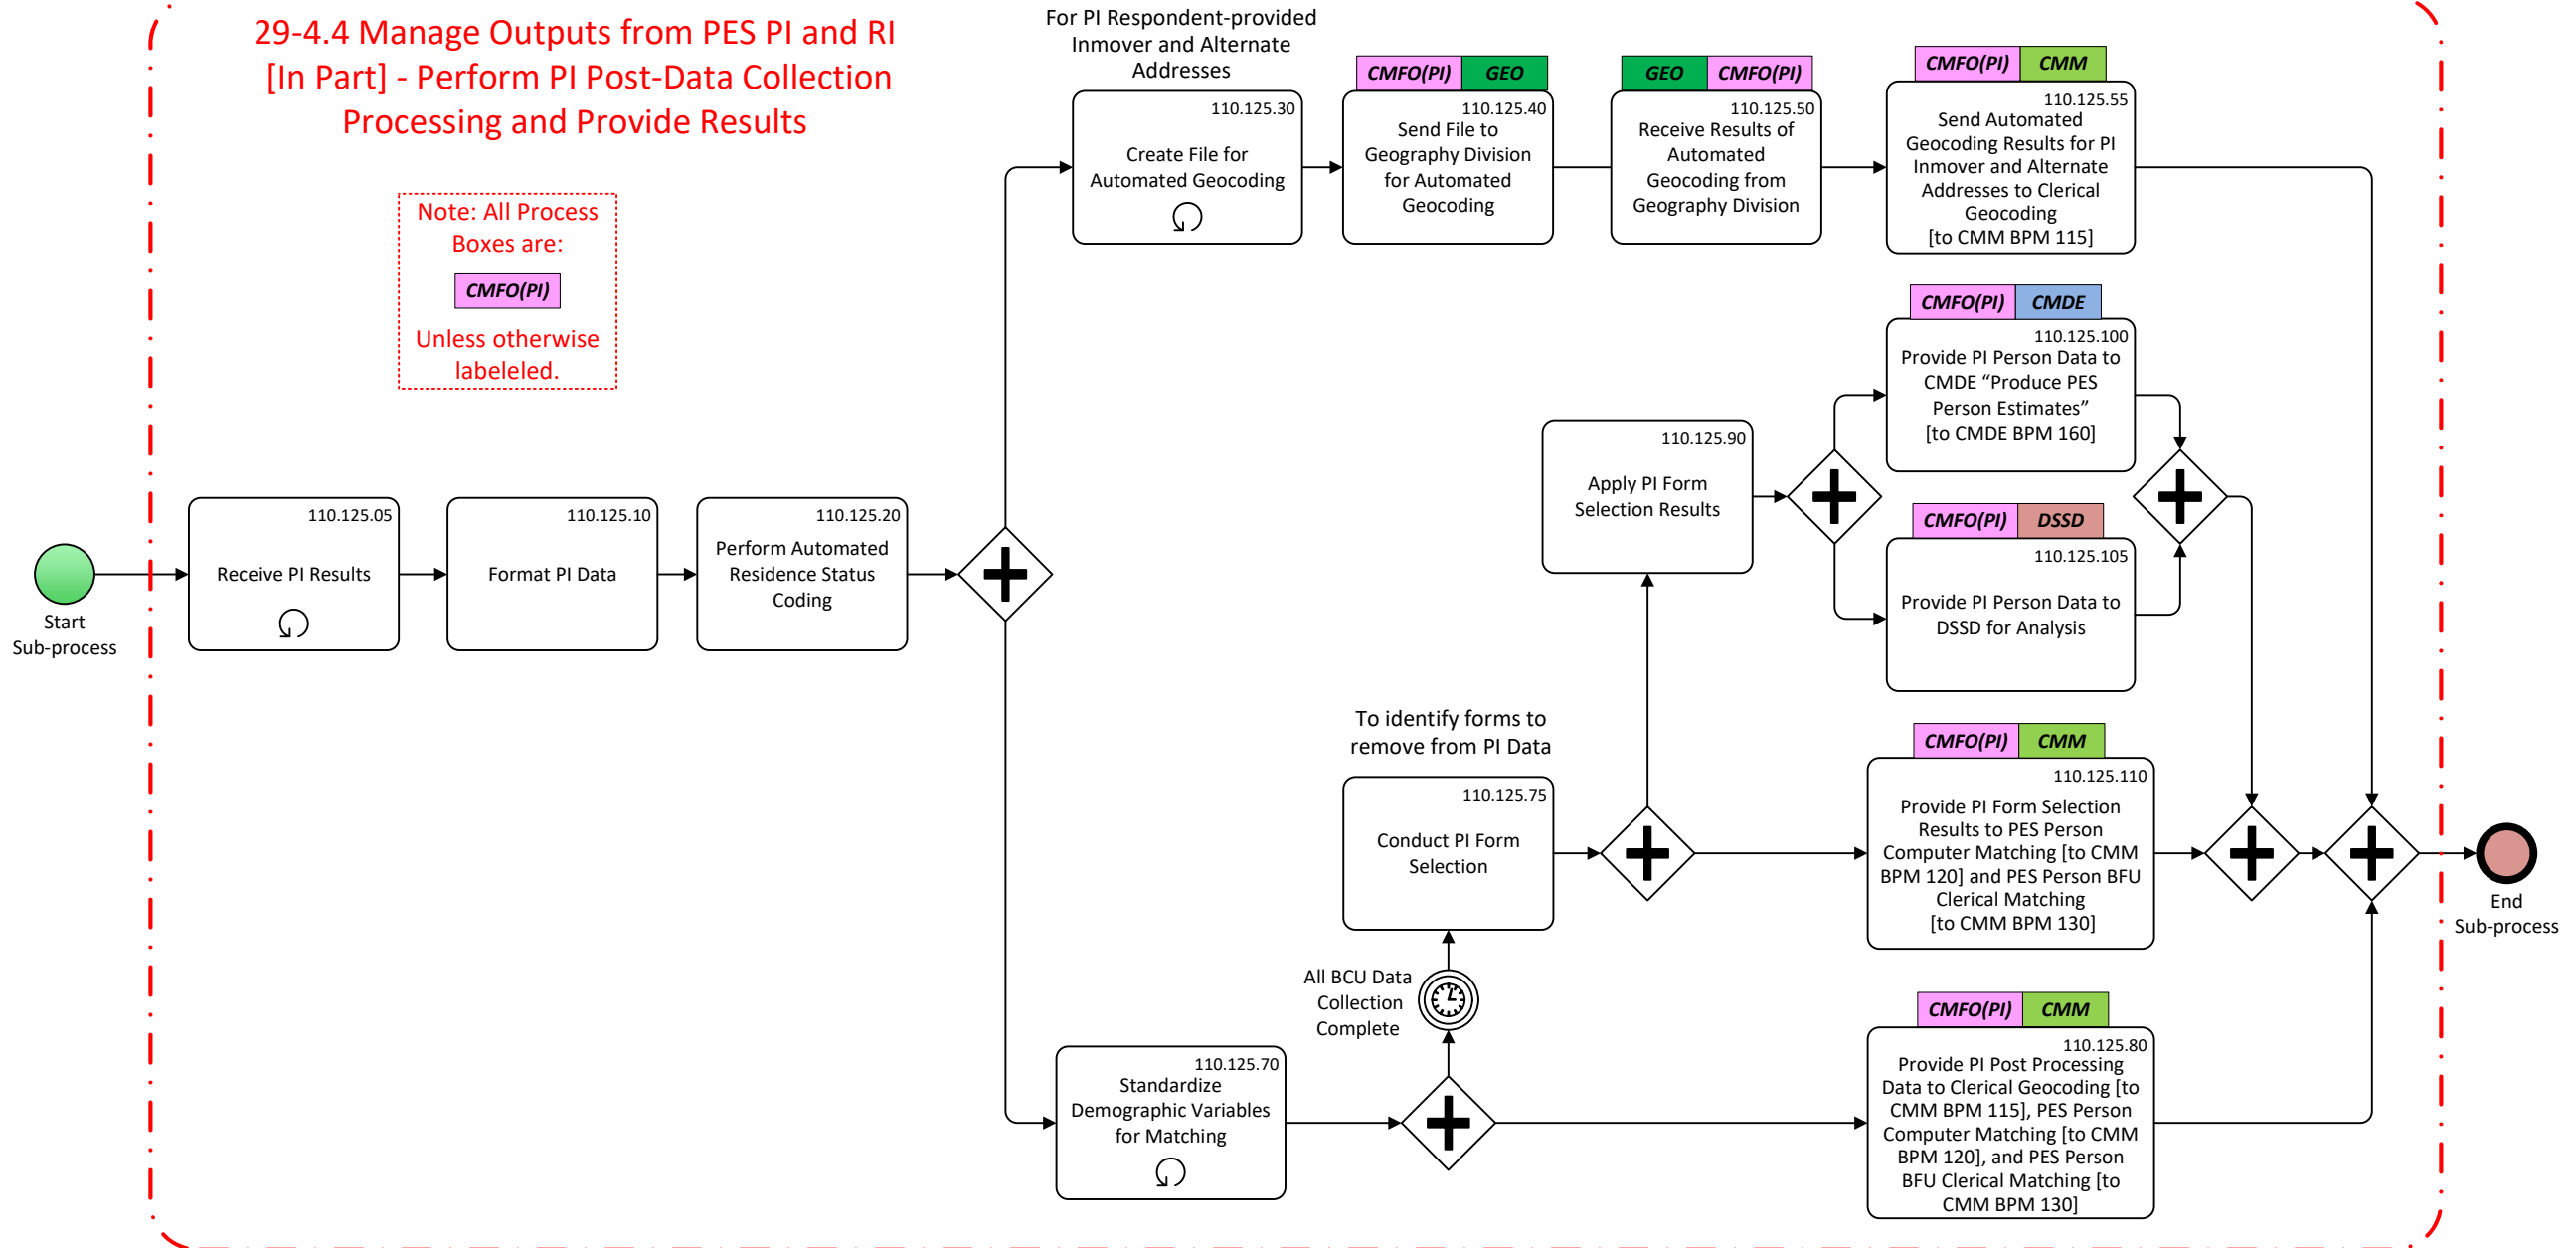 29-4.4 Manage Outputs from PES PI and RI
[In Part] - Perform PI Post-Data Collection
Processing and Provide Results
Note: All Process
Boxes are:
CMFO(PI)
Unless otherwise
labeleled.
Start
Sub-process
110.125.05
Receive PI Results
110.125.10
Format PI Data
110.125.20
Perform Automated
Residence Status
Coding
For PI Respondent-provided
Inmover and Alternate
Addresses
110.125.30
Create File for
Automated Geocoding
CMFO(PI) GEO
110.125.40
Send File to
Geography Division
for Automated
Geocoding
GEO CMFO(PI)
110.125.50
Receive Results of
Automated
Geocoding from
Geography Division
CMFO(PI) CMM
110.125.55
Send Automated
Geocoding Results for PI
Inmover and Alternate
Addresses to Clerical
Geocoding
[to CMM BPM 115]
CMFO(PI) CMDE
110.125.100
Provide PI Person Data to
CMDE “Produce PES
Person Estimates”
[to CMDE BPM 160]
110.125.90
Apply PI Form
Selection Results
CMFO(PI) DSSD
110.125.105
Provide PI Person Data to
DSSD for Analysis
To identify forms to
remove from PI Data
110.125.75
Conduct PI Form
Selection
CMFO(PI) CMM
110.125.110
Provide PI Form Selection
Results to PES Person
Computer Matching [to CMM
BPM 120] and PES Person BFU
Clerical Matching
[to CMM BPM 130]
All BCU Data
Collection
Complete
110.125.70
Standardize
Demographic Variables
for Matching
CMFO(PI) CMM
110.125.80
Provide PI Post Processing
Data to Clerical Geocoding [to
CMM BPM 115], PES Person
Computer Matching [to CMM
BPM 120], and PES Person
BFU Clerical Matching [to
CMM BPM 130]
End
Sub-process